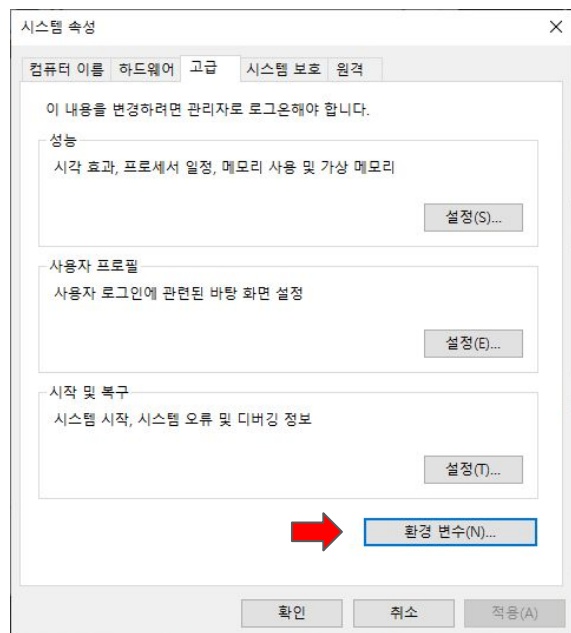 시스템 속성
컴퓨터 이름 하드웨어 고급 시스템 보호 원격
이 내용을 변경하려면 관리자로 로그온해야 합니다.
성능
시각 효과, 프로세서 일정, 메모리 사용 및 가상 메모리
설정(S)...
사용자 프로필
사용자 로그인에 관련된 바탕 화면 설정
설정(E)...
시작 및 복구
시스템 시작, 시스템 오류 및 디버깅 정보
설정(T)...
환경 변수(N)...
확인 취소 적용(A)